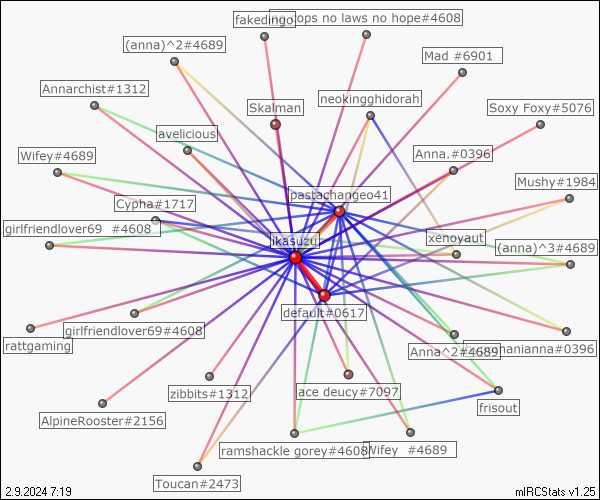 fakedingo
cops no laws no hope#4608
(anna)^2#4689
Mad #6901
Annarchist#1312
neokingghidorah
Skalman
Soxy Foxy#5076
avelicious
Wifey#4689
Anna.#0396
Mushy#1984
pastachangeo41
Cypha#1717
girlfriendlover69 #4608
jikasuzu
xenoyaut
(anna)^3#4689
default#0617
rattgaming
girlfriendlover69#4608
Anna^2#4689
#0396
zibbits#1312
ace deucy#7097
frisout
AlpineRooster#2156
ramshackle gorey#4608
Wifey #4689
Toucan#2473
2.9.2024 7:19
mIRCStats v1.25